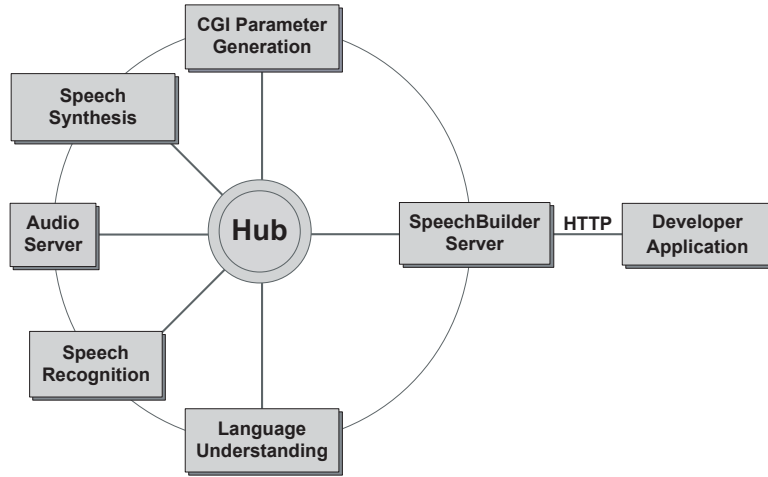 CGI Parameter
Generation
Speech
Synthesis
Audio
Server
Hub
SpeechBuilder
Server
HTTP
Developer
Application
Speech
Recognition
Language
Understanding